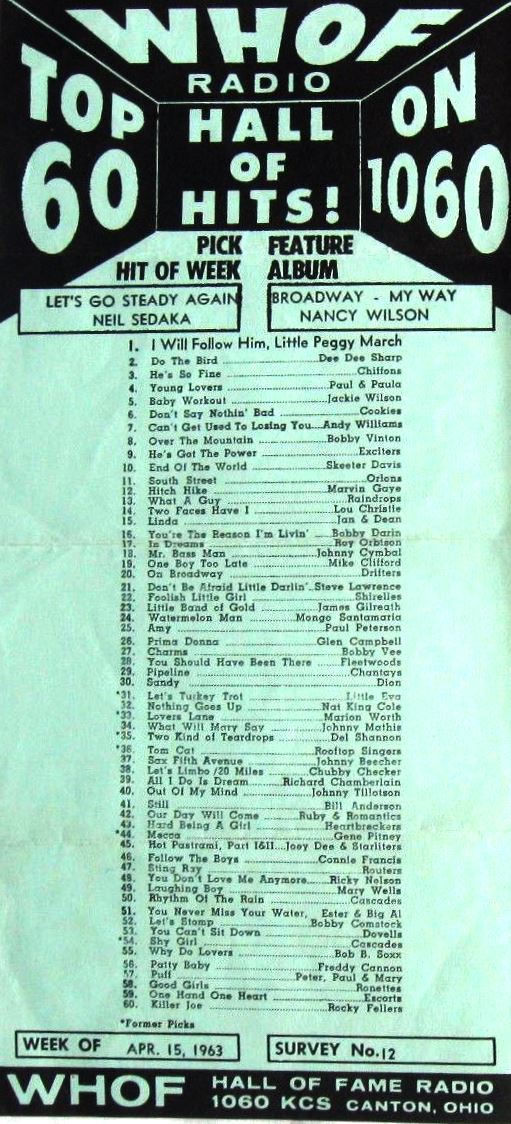 WHOF
RADIO
TOP 60
HALL OF HITS!
ON 1060
PICK HIT OF WEEK
FEATURE ALBUM
LET'S GO STEADY AGAIN
NEIL SEDAKA
BROADWAY - MY WAY
NANCY WILSON
1. I Will Follow Him, Little Peggy March
2. Do The Bird ........ Dee Dee Sharp
3. He's So Fine ........ Chiffons
4. Young Lovers ........ Paul & Paula
5. Baby Workout ........ Jackie Wilson
6. Don't Say Nothin' Bad ........ Cookies
7. Can't Get Used To Losing You....Andy Williams
8. Over The Mountain ........ Bobby Vinton
9. He's Got The Power ........ Exciters
10. End Of The World ........ Skeeter Davis
11. South Street ........ Orlons
12. Hitch Hike ........ Marvin Gaye
13. What A Guy ........ Raindrops
14. Two Faces Have I ........ Lou Christie
15. Linda ........ Jan & Dean
16. You're The Reason I'm Livin' ....Bobby Darin
17. In Dreams ........ Roy Orbison
18. Mr. Bass Man ........ Johnny Cymbal
19. One Boy Too Late ........ Mike Clifford
20. On Broadway ........ Drifters
21. Don't Be Afraid Little Darlin'..Steve Lawrence
22. Foolish Little Girl ........ Shirelles
23. Little Band of Gold ........ James Gilreath
24. Watermelon Man ........ Mongo Santamaria
25. Amy ........ Paul Peterson
26. Prima Donna ........ Glen Campbell
27. Charms ........ Bobby Vee
28. You Should Have Been There ........ Fleetwoods
29. Pipeline ........ Chantays
30. Sandy ........ Dion
*31. Let's Turkey Trot ........ Little Eva
32. Nothing Goes Up ........ Nat King Cole
*33. Lovers Lane ........ Marion Worth
34. What Will Mary Say ........ Johnny Mathis
*35. Two Kind of Teardrops ........ Del Shannon
*36. Tom Cat ........ Rooftop Singers
37. Sax Fifth Avenue ........ Johnny Beecher
38. Let's Limbo /20 Miles ........ Chubby Checker
39. All I Do Is Dream ........ Richard Chamberlain
40. Out Of My Mind ........ Johnny Tillotson
41. Still ........ Bill Anderson
42. Our Day Will Come ........ Ruby & Romantics
43. Hard Being A Girl ........ Heartbreakers
*44. Mecca ........ Gene Pitney
45. Hot Pastrami, Part I&II....Joey Dee & Starliters
46. Follow The Boys ........ Connie Francis
47. Sting Ray ........ Routers
48. You Don't Love Me Anymore......Ricky Nelson
49. Laughing Boy ........ Mary Wells
50. Rhythm Of The Rain ........ Cascades
51. You Never Miss Your Water, Ester & Big Al
52. Let's Stomp ........ Bobby Comstock
53. You Can't Sit Down ........ Dovells
*54. Shy Girl ........ Cascades
55. Why Do Lovers ........ Bob B. Soxx
56. Patty Baby ........ Freddy Cannon
57. Puff ........ Peter, Paul & Mary
58. Good Girls ........ Ronettes
59. One Hand One Heart ........ Escorts
60. Killer Joe ........ Rocky Fellers
*Former Picks
WEEK OF APR. 15, 1963
SURVEY No. 12
WHOF HALL OF FAME RADIO
1060 KCS CANTON, OHIO